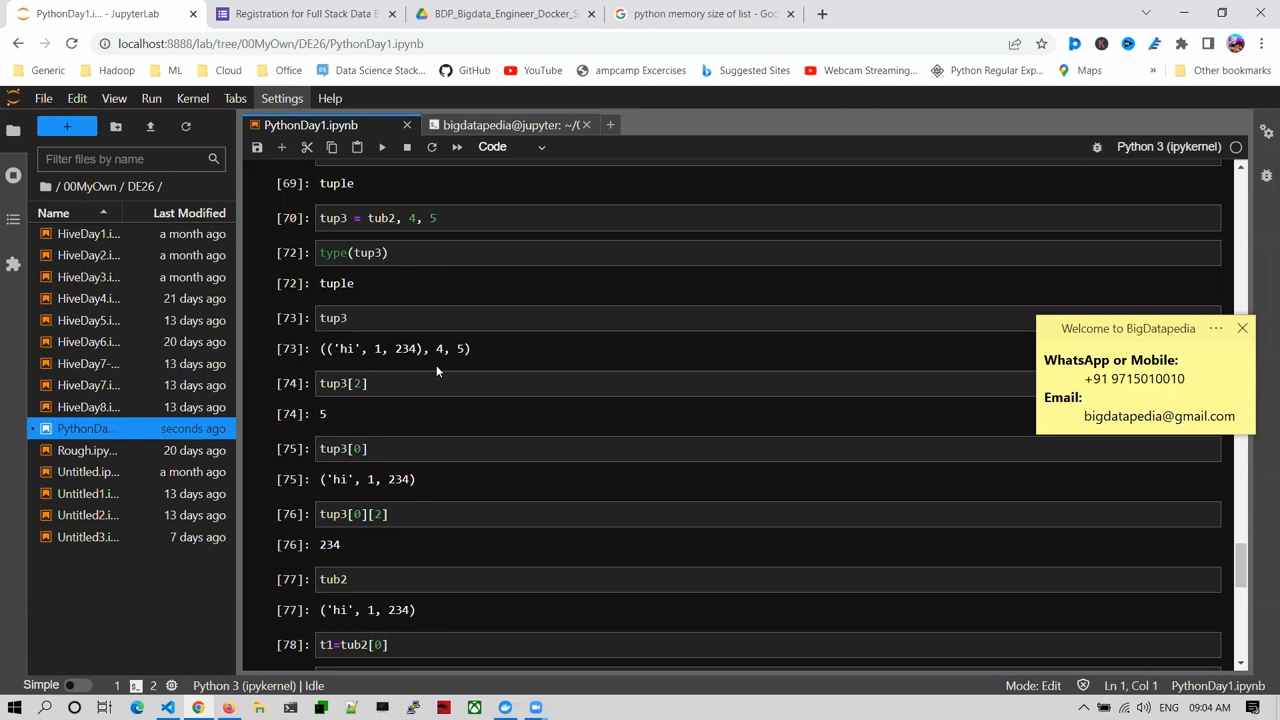 PythonDay1.i... - JupyterLab
Registration for Full Stack Data E
BDP_Bigdata_Engineer_Docker_S
python memory size of list - Goo
localhost:8888/lab/tree/00MyOwn/DE26/PythonDay1.ipynb
Generic Hadoop ML Cloud Office Data Science Stack... GitHub YouTube ampcamp Excercises Suggested Sites Webcam Streaming... Python Regular Exp... Maps » Other bookmarks
File Edit View Run Kernel Tabs Settings Help
PythonDay1.ipynb
bigdatapedia@jupyter: ~/(
Code
Python 3 (ipykernel)
Filter files by name
/ 00MyOwn / DE26 /
Name Last Modified
HiveDay1.i... a month ago
HiveDay2.i... a month ago
HiveDay3.i... a month ago
HiveDay4.i... 21 days ago
HiveDay5.i... 13 days ago
HiveDay6.i... 20 days ago
HiveDay7-... 13 days ago
HiveDay7.i... 13 days ago
HiveDay8.i... 13 days ago
PythonDa... seconds ago
Rough.ipy... 20 days ago
Untitled.ip... a month ago
Untitled1.i... 13 days ago
Untitled2.i... 13 days ago
Untitled3.i... 7 days ago
[69]: tuple
[70]: tup3 = tub2, 4, 5
[72]: type(tup3)
[72]: tuple
[73]: tup3
[73]: (('hi', 1, 234), 4, 5)
[74]: tup3[2]
[74]: 5
[75]: tup3[0]
[75]: ('hi', 1, 234)
[76]: tup3[0][2]
[76]: 234
[77]: tub2
[77]: ('hi', 1, 234)
[78]: t1=tub2[0]
Welcome to BigDatapedia
WhatsApp or Mobile:
+91 9715010010
Email:
bigdatapedia@gmail.com
Simple 1 2 Python 3 (ipykernel) | Idle Mode: Edit Ln 1, Col 1 PythonDay1.ipynb
ENG 09:04 AM